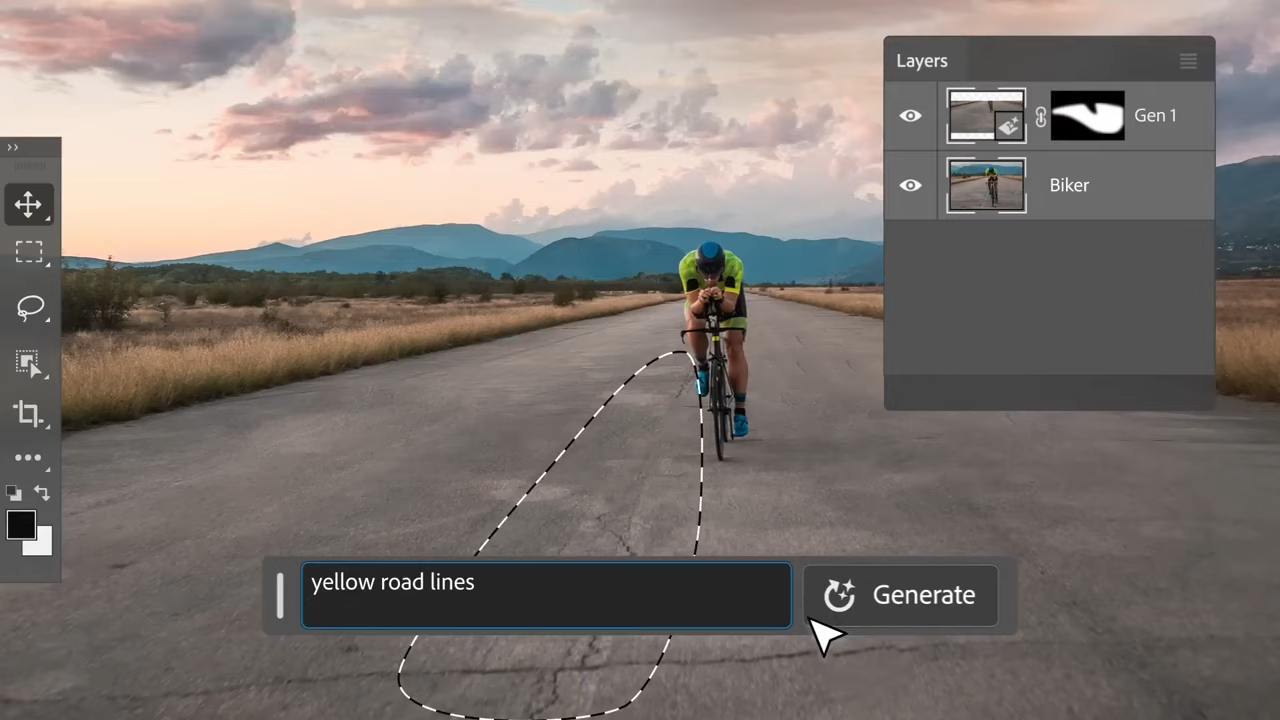 Layers
Gen 1
Biker
yellow road lines
Generate